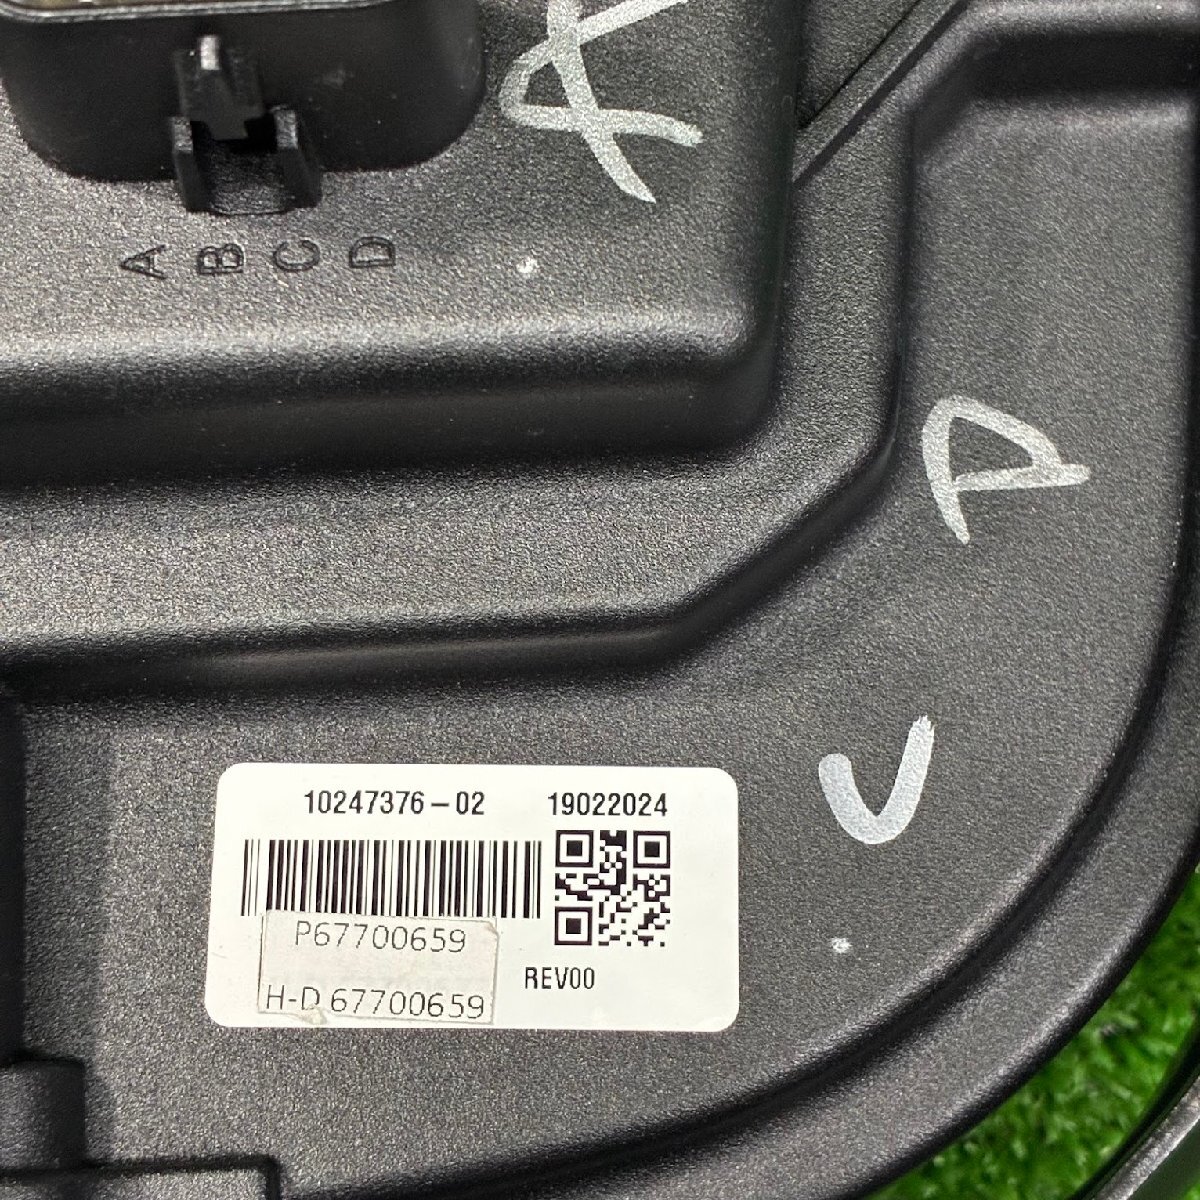 A B C D
10247376-02 19022024
P67700659
REV00
H-D 67700659